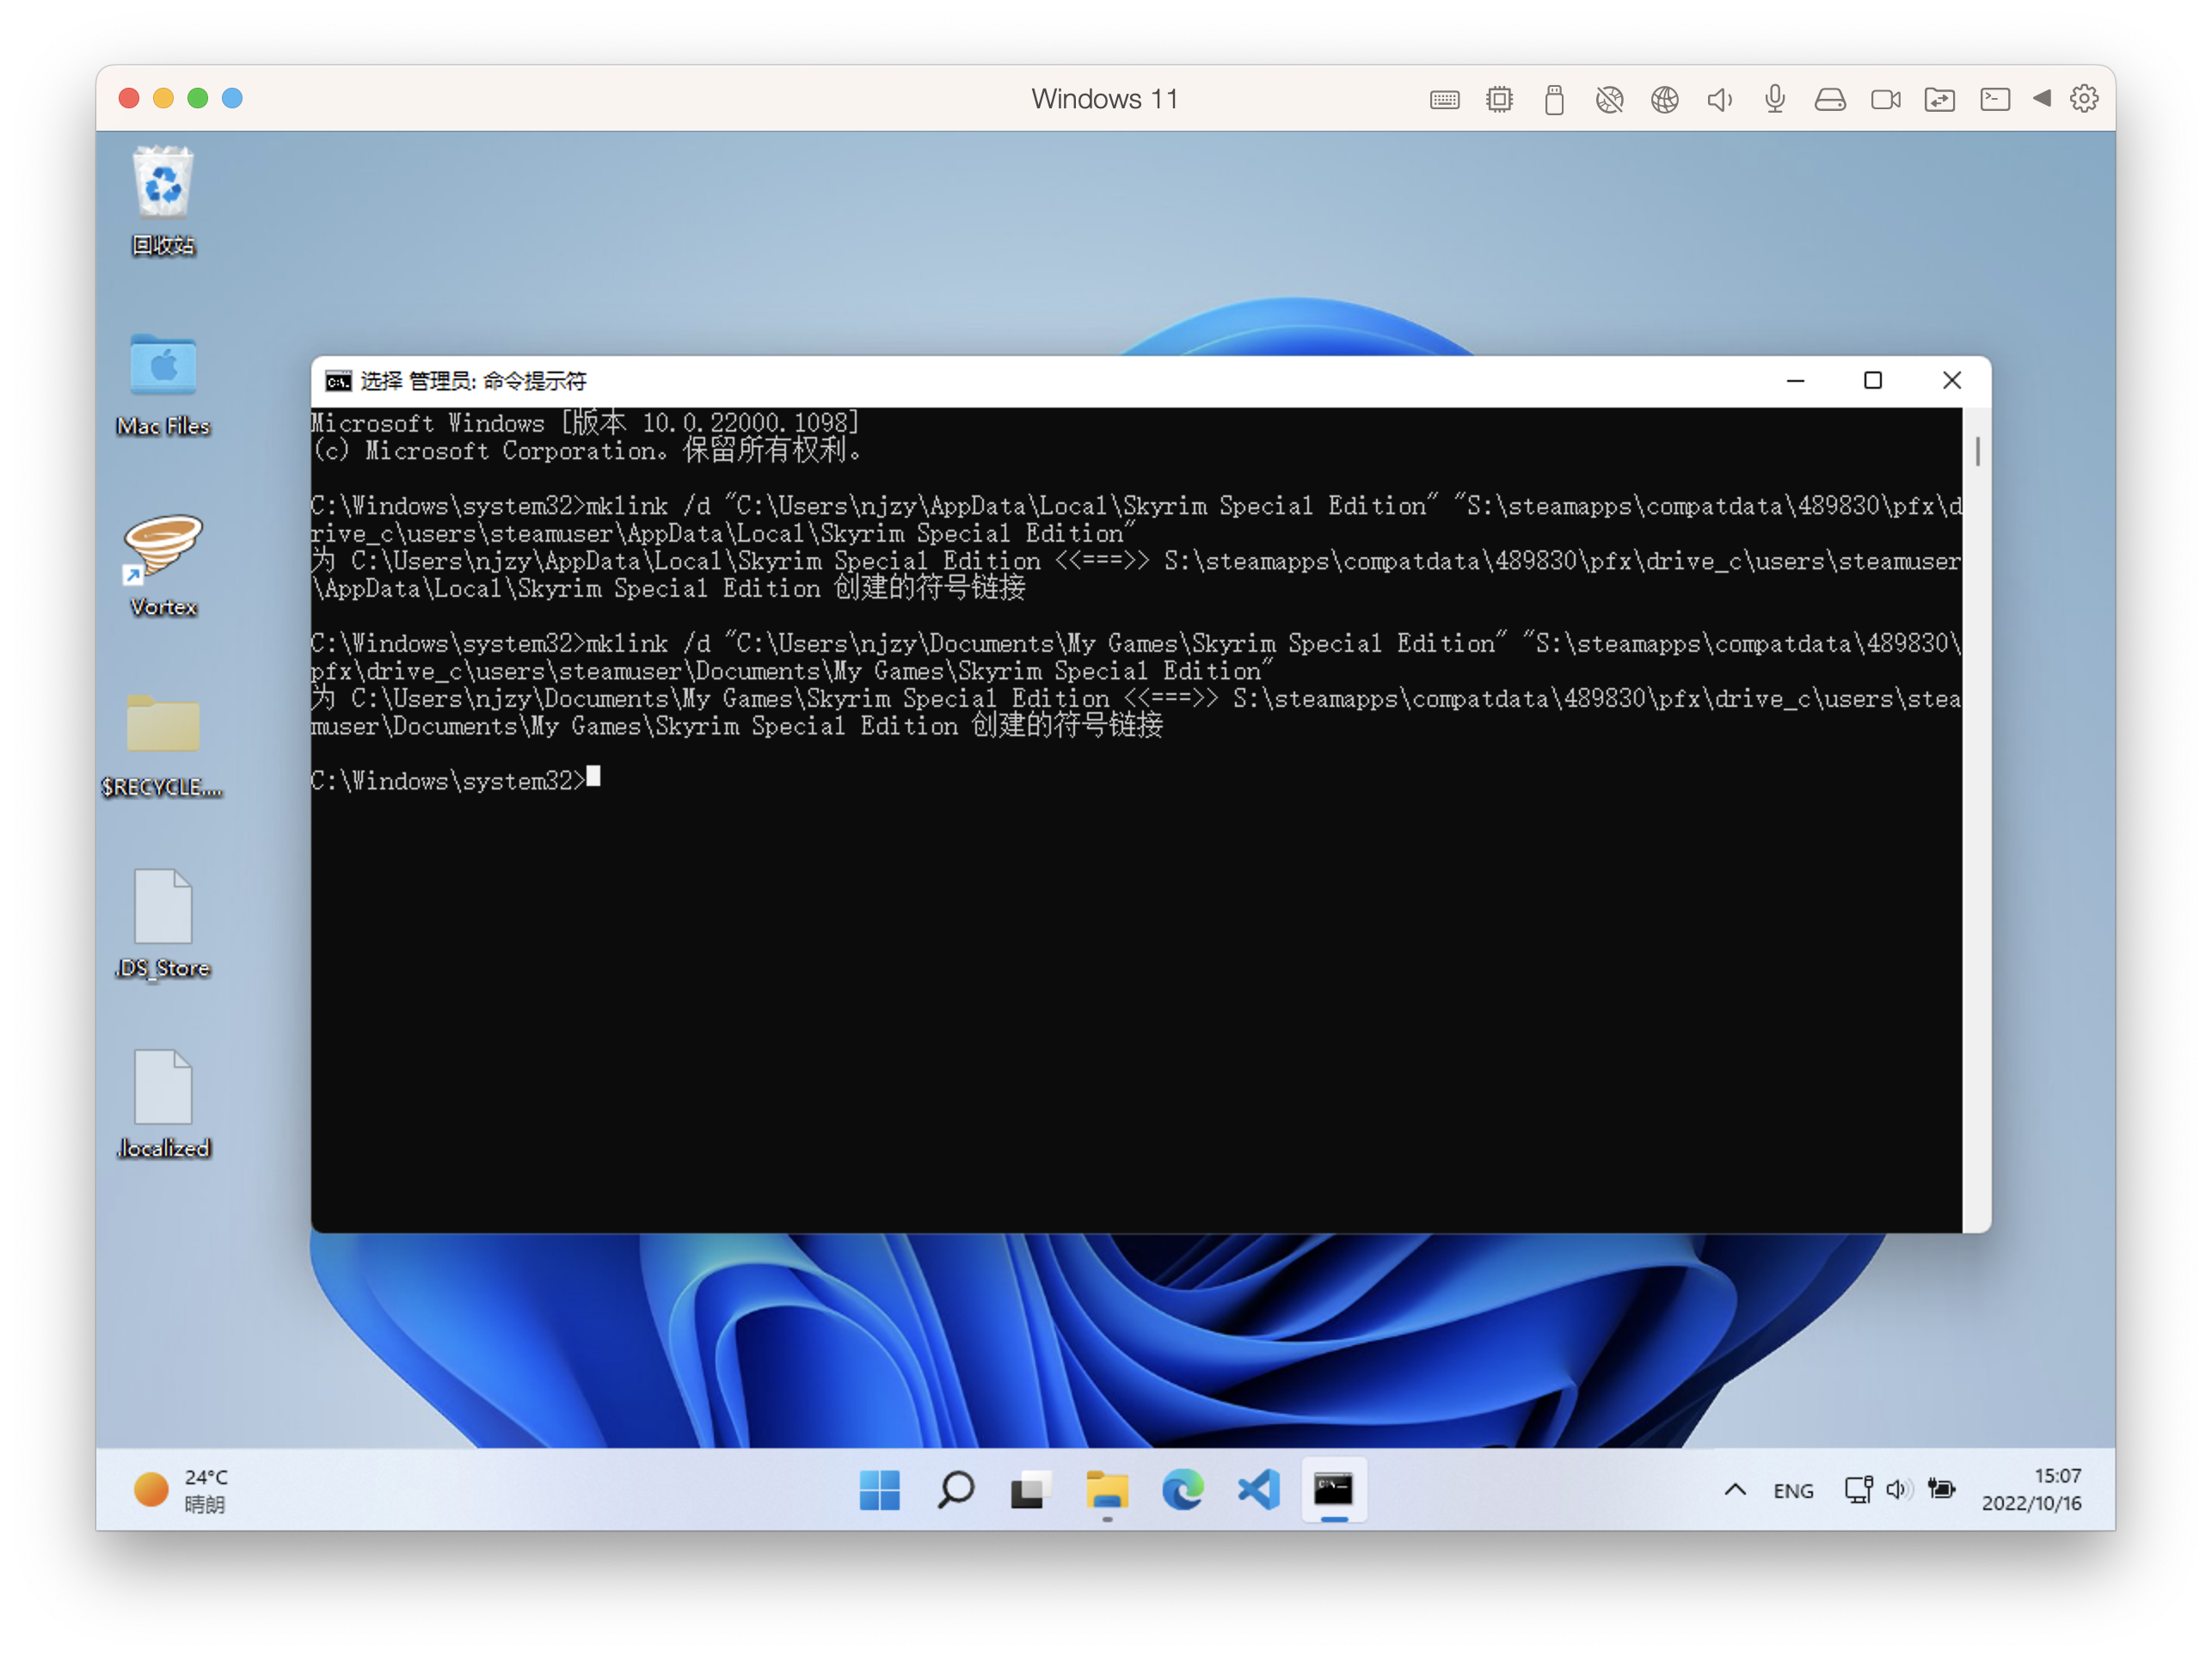 Windows 11
回收站
Mac Files
Vortex
$RECYCLE....
.DS_Store
.localized
选择 管理员: 命令提示符
Microsoft Windows [版本 10.0.22000.1098]
(c) Microsoft Corporation。保留所有权利。
C:\Windows\system32>mklink /d "C:\Users\njzy\AppData\Local\Skyrim Special Edition" "S:\steamapps\compatdata\489830\pfx\d
rive_c\users\steamuser\AppData\Local\Skyrim Special Edition"
为 C:\Users\njzy\AppData\Local\Skyrim Special Edition <<===>> S:\steamapps\compatdata\489830\pfx\drive_c\users\steamuser
\AppData\Local\Skyrim Special Edition 创建的符号链接
C:\Windows\system32>mklink /d "C:\Users\njzy\Documents\My Games\Skyrim Special Edition" "S:\steamapps\compatdata\489830\
pfx\drive_c\users\steamuser\Documents\My Games\Skyrim Special Edition"
为 C:\Users\njzy\Documents\My Games\Skyrim Special Edition <<===>> S:\steamapps\compatdata\489830\pfx\drive_c\users\stea
muser\Documents\My Games\Skyrim Special Edition 创建的符号链接
C:\Windows\system32>
24°C
晴朗
ENG
15:07
2022/10/16